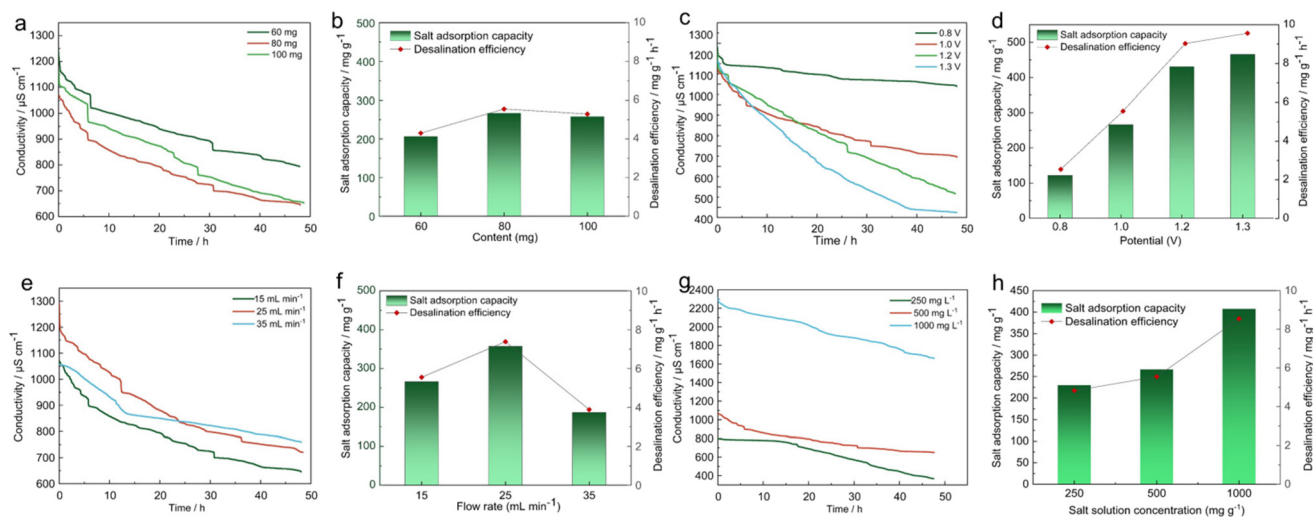 a
60 mg
80 mg
100 mg
1300
1200
1100
1000
900
800
700
600
Conductivity / μS cm⁻¹
0
10
20
30
40
50
Time / h
b
Salt adsorption capacity
Desalination efficiency
500
400
300
250
200
150
100
50
0
Salt adsorption capacity / mg g⁻¹
10
8
6
4
2
0
Desalination efficiency / mg g⁻¹ h⁻¹
60
80
100
Content (mg)
c
0.8 V
1.0 V
1.2 V
1.3 V
1300
1200
1100
1000
900
800
700
600
500
400
Conductivity / μS cm⁻¹
0
10
20
30
40
50
Time / h
d
Salt adsorption capacity
Desalination efficiency
500
400
300
200
100
0
Salt adsorption capacity / mg g⁻¹
10
8
6
4
2
0
Desalination efficiency / mg g⁻¹ h⁻¹
0.8
1.0
1.2
1.3
Potential (V)
e
15 mL min⁻¹
25 mL min⁻¹
35 mL min⁻¹
1300
1200
1100
1000
900
800
700
600
Conductivity / μS cm⁻¹
0
10
20
30
40
50
Time / h
f
Salt adsorption capacity
Desalination efficiency
500
400
300
200
100
0
Salt adsorption capacity / mg g⁻¹
10
8
6
4
2
0
Desalination efficiency / mg g⁻¹ h⁻¹
15
25
35
Flow rate (mL min⁻¹)
g
250 mg L⁻¹
500 mg L⁻¹
1000 mg L⁻¹
2400
2200
2000
1800
1600
1400
1200
1000
800
600
400
Conductivity / μS cm⁻¹
0
10
20
30
40
50
Time / h
h
Salt adsorption capacity
Desalination efficiency
450
400
350
300
250
200
150
100
50
0
Salt adsorption capacity / mg g⁻¹
10
8
6
4
2
0
Desalination efficiency / mg g⁻¹ h⁻¹
250
500
1000
Salt solution concentration (mg g⁻¹)